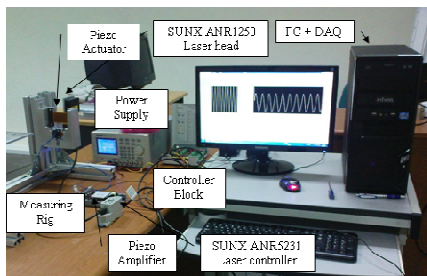 Piezo
Actuator
SUNX ANR1250
Laser head
PC + DAQ
Power
Supply
Controller
Block
Measuring
Rig
Piezo
Amplifier
SUNX ANR5231
Laser controller